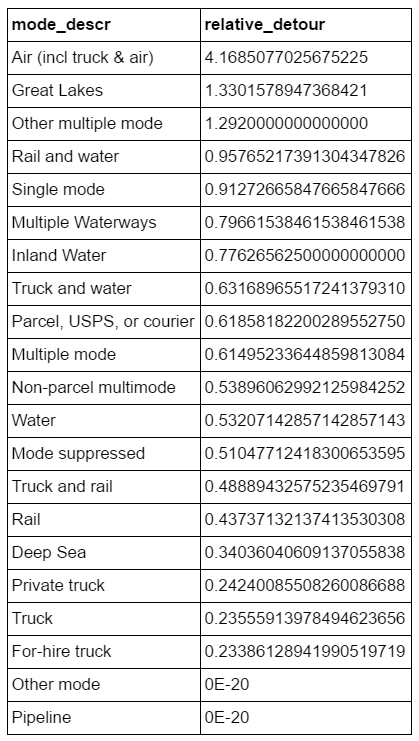 mode_descr relative_detour
Air (incl truck & air) 4.1685077025675225
Great Lakes 1.3301578947368421
Other multiple mode 1.2920000000000000
Rail and water 0.95765217391304347826
Single mode 0.91272665847665847666
Multiple Waterways 0.79661538461538461538
Inland Water 0.77626562500000000000
Truck and water 0.63168965517241379310
Parcel, USPS, or courier 0.61858182200289552750
Multiple mode 0.61495233644859813084
Non-parcel multimode 0.53896062992125984252
Water 0.53207142857142857143
Mode suppressed 0.51047712418300653595
Truck and rail 0.48889432575235469791
Rail 0.43737132137413530308
Deep Sea 0.34036040609137055838
Private truck 0.24240085508260086688
Truck 0.23555913978494623656
For-hire truck 0.23386128941990519719
Other mode 0E-20
Pipeline 0E-20